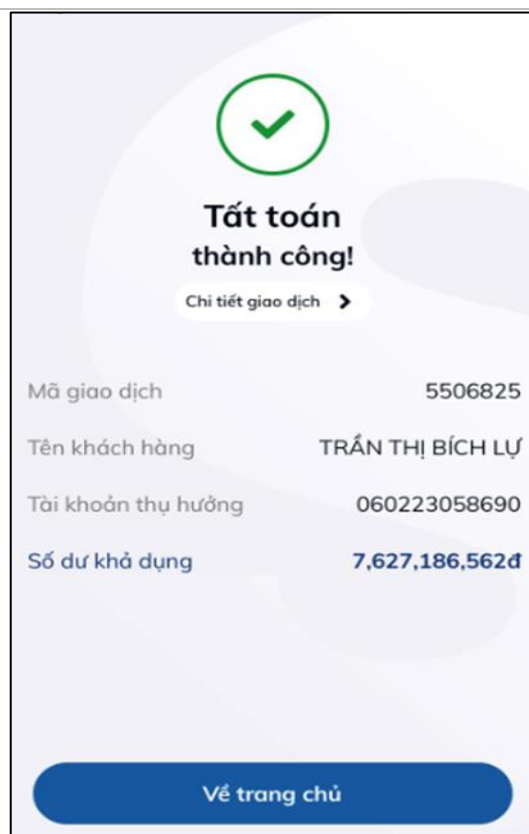 Tất toán
thành công!
Chi tiết giao dịch
Mã giao dịch 5506825
Tên khách hàng TRẦN THỊ BÍCH LỰ
Tài khoản thụ hưởng 060223058690
Số dư khả dụng 7,627,186,562đ
Về trang chủ